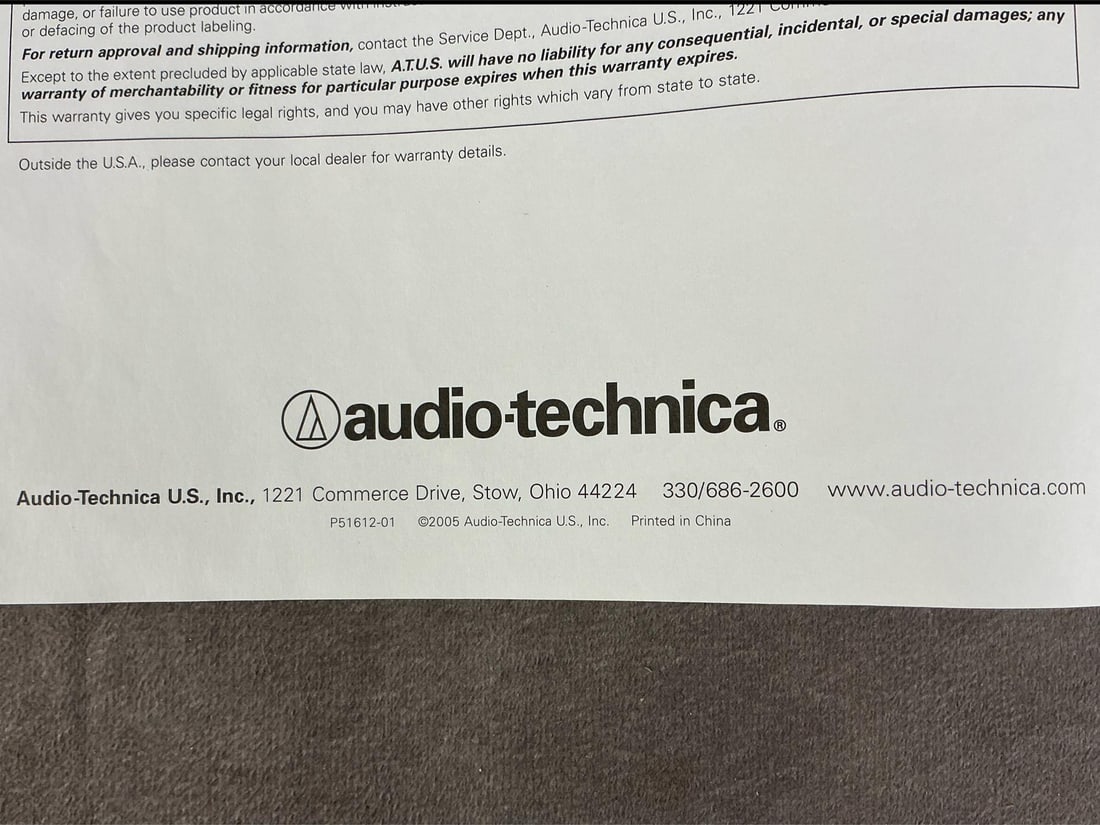 damage, or failure to use product in accordance with
or defacing of the product labeling.
For return approval and shipping information, contact the Service Dept., Audio-Technica U.S., Inc., 1221
Except to the extent precluded by applicable state law, A.T.U.S. will have no liability for any consequential, incidental, or special damages; any
warranty of merchantability or fitness for particular purpose expires when this warranty expires.
This warranty gives you specific legal rights, and you may have other rights which vary from state to state.
Outside the U.S.A., please contact your local dealer for warranty details.
audio-technica®
Audio-Technica U.S., Inc., 1221 Commerce Drive, Stow, Ohio 44224 330/686-2600 www.audio-technica.com
P51612-01 ©2005 Audio-Technica U.S., Inc. Printed in China